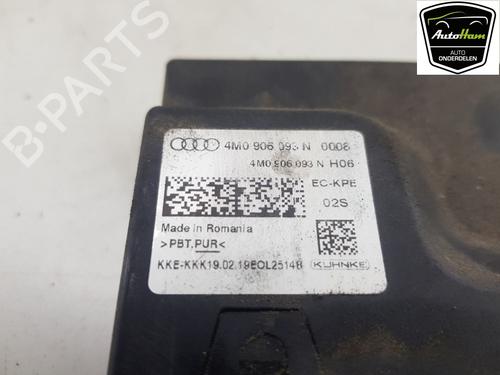 AutoHam
AUTO
ONDERDELEN
B-PARTS
4M0 906 093 N 0008
4M0 906 093 N H06
EC-KPE
02S
Made in Romania
>PBT,PUR<
KKE-KKK19.02.19EOL25148
KUHNKE